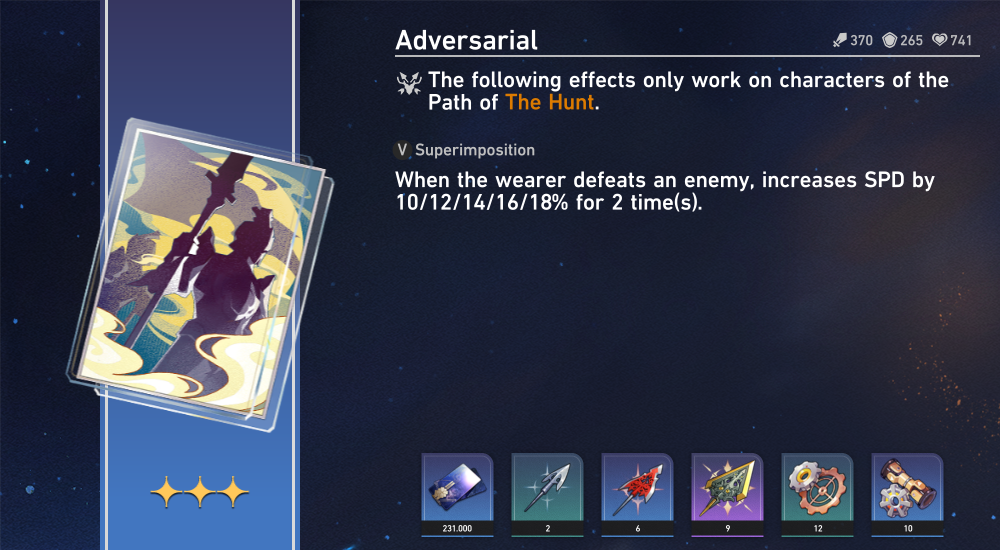 Adversarial
370 265 741
The following effects only work on characters of the
Path of The Hunt.
V Superimposition
When the wearer defeats an enemy, increases SPD by
10/12/14/16/18% for 2 time(s).
231.000 2 6 9 12 10